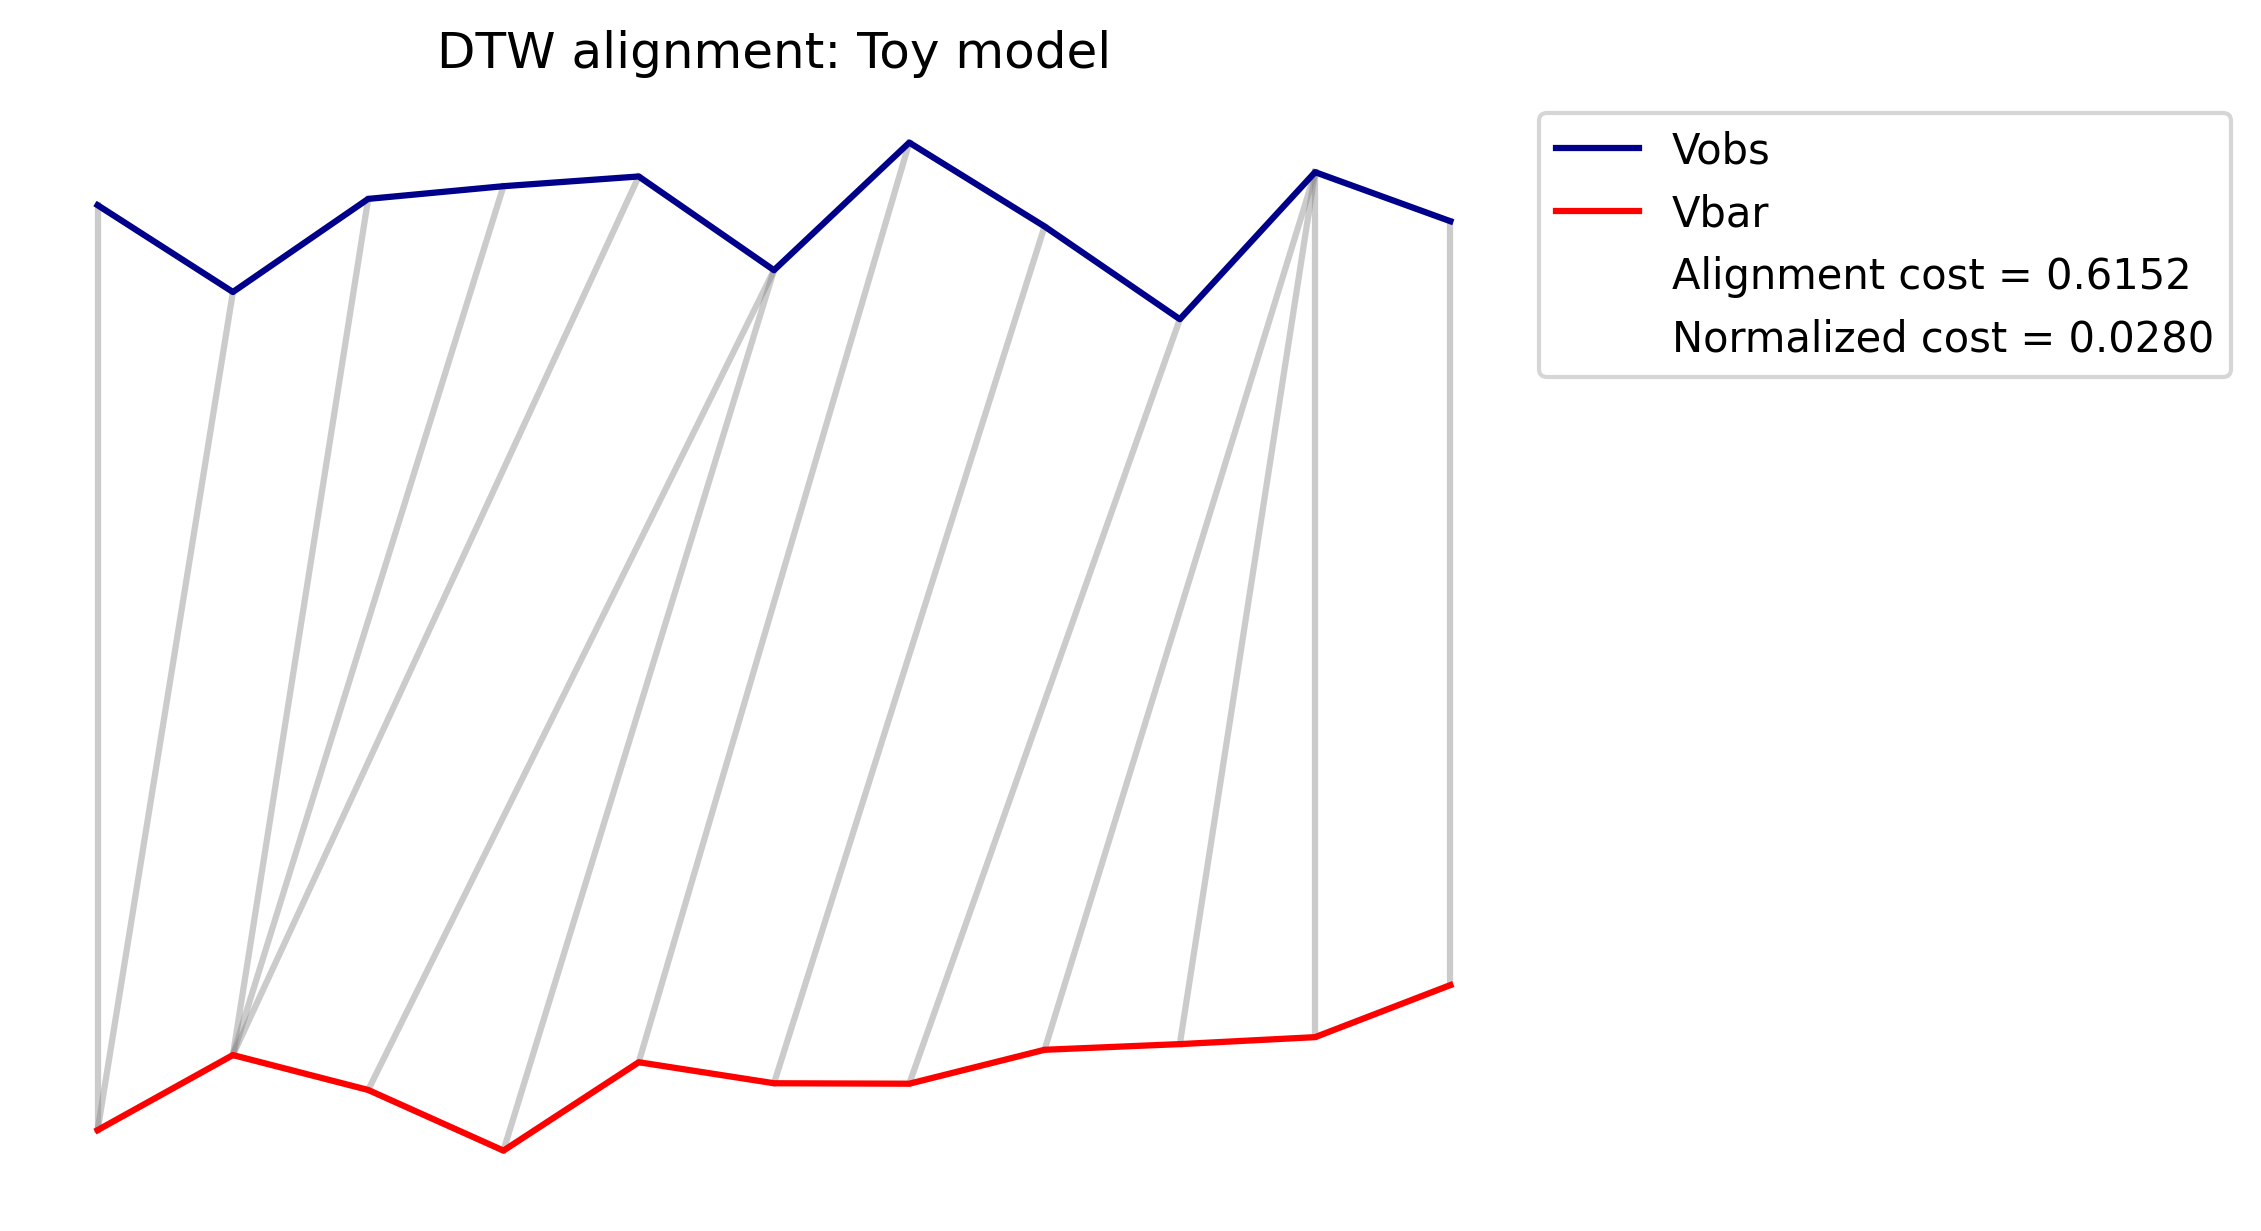 DTW alignment: Toy model
Vobs
Vbar
Alignment cost = 0.6152
Normalized cost = 0.0280